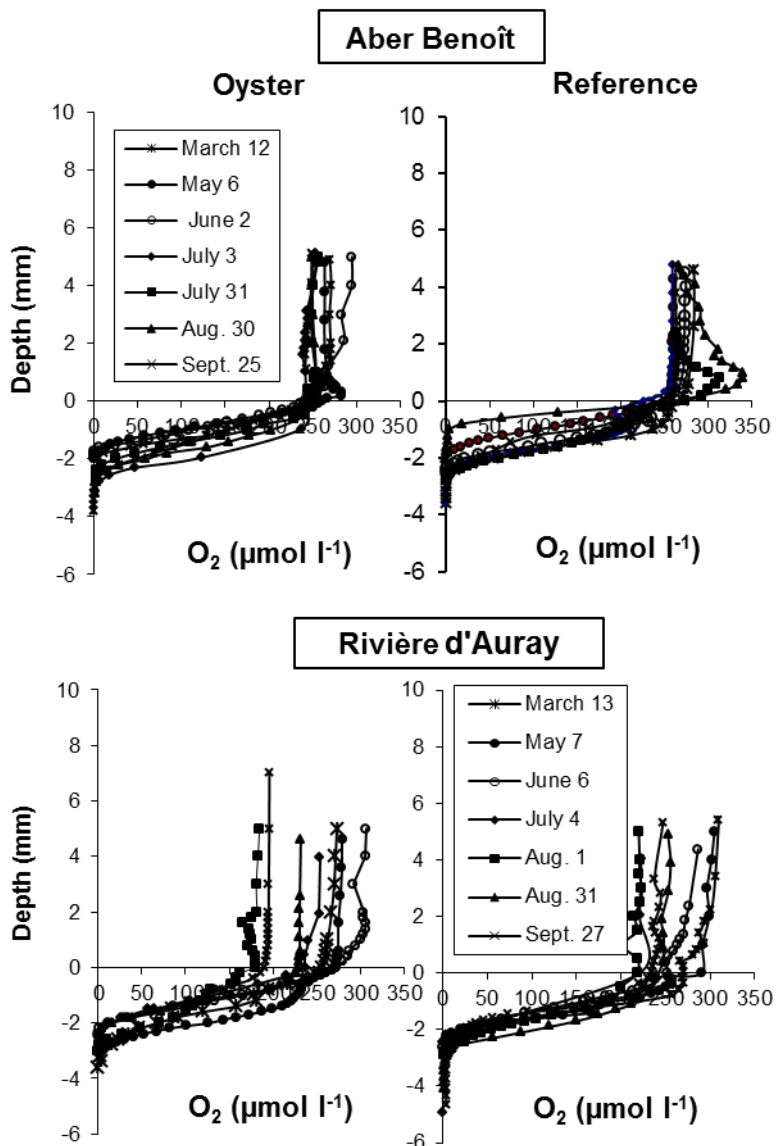 Aber Benoît
Oyster
Reference
Depth (mm)
10
8
6
4
2
0
-2
-4
-6
March 12
May 6
June 2
July 3
July 31
Aug. 30
Sept. 25
0 50 100 150 200 250 300 350
O₂ (µmol l⁻¹)
10
8
6
4
2
0
-2
-4
-6
0 50 100 150 200 250 300 350
O₂ (µmol l⁻¹)
Rivière d'Auray
Depth (mm)
10
8
6
4
2
0
-2
-4
-6
0 50 100 150 200 250 300 350 400
O₂ (µmol l⁻¹)
10
8
6
4
2
0
-2
-4
-6
March 13
May 7
June 6
July 4
Aug. 1
Aug. 31
Sept. 27
0 50 100 150 200 250 300 350
O₂ (µmol l⁻¹)